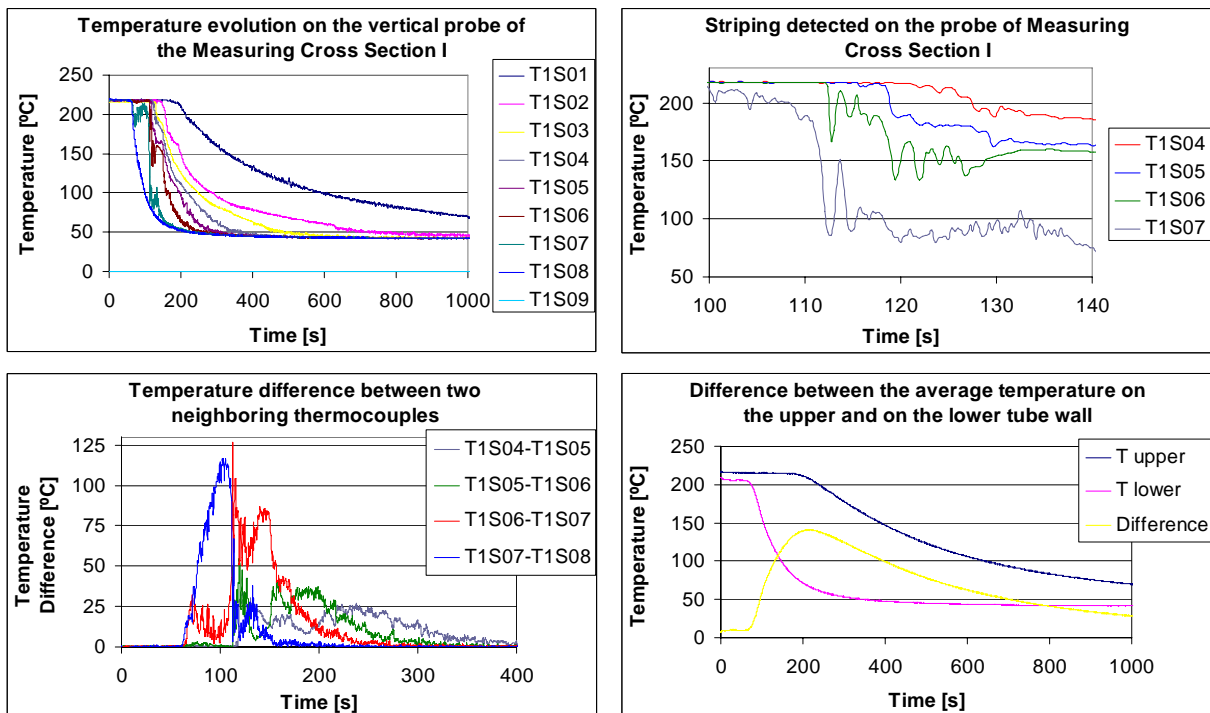 Temperature evolution on the vertical probe of
the Measuring Cross Section I
Temperature [ºC]
250
200
150
100
50
0
0 200 400 600 800 1000
Time [s]
T1S01
T1S02
T1S03
T1S04
T1S05
T1S06
T1S07
T1S08
T1S09
Striping detected on the probe of Measuring
Cross Section I
Temperature [ºC]
200
150
100
50
100 110 120 130 140
Time [s]
T1S04
T1S05
T1S06
T1S07
Temperature difference between two
neighboring thermocouples
Temperature
Difference [ºC]
125
100
75
50
25
0
0 100 200 300 400
Time [s]
T1S04-T1S05
T1S05-T1S06
T1S06-T1S07
T1S07-T1S08
Difference between the average temperature on
the upper and on the lower tube wall
Temperature [ºC]
250
200
150
100
50
0
0 200 400 600 800 1000
Time [s]
T upper
T lower
Difference